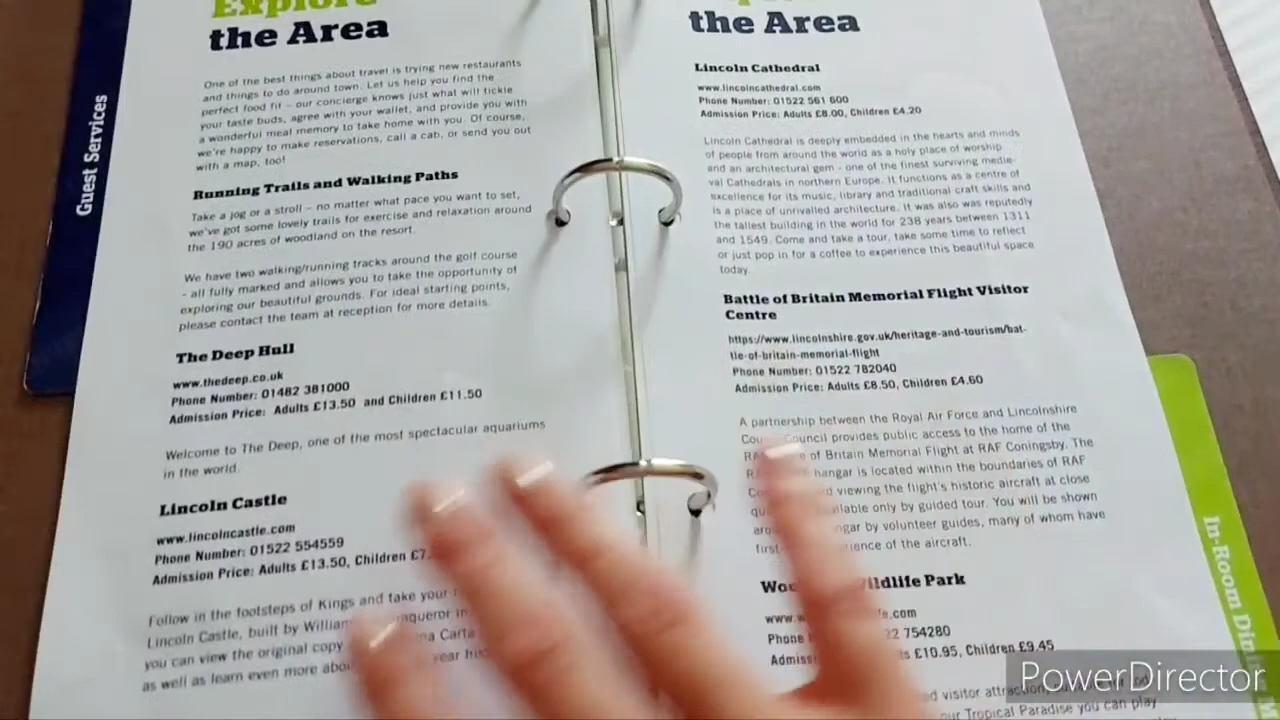 Guest Services
Explore
the Area
One of the best things about travel is trying new restaurants
and things to do around town. Let us help you find the
perfect food fit – our concierge knows just what will tickle
your taste buds, agree with your wallet, and provide you with
a wonderful meal memory to take home with you. Of course,
we're happy to make reservations, call a cab, or send you out
with a map, too!
Running Trails and Walking Paths
Take a jog or a stroll – no matter what pace you want to set,
we've got some lovely trails for exercise and relaxation around
the 190 acres of woodland on the resort.
We have two walking/running tracks around the golf course
- all fully marked and allows you to take the opportunity of
exploring our beautiful grounds. For ideal starting points,
please contact the team at reception for more details.
The Deep Hull
www.thedeep.co.uk
Phone Number: 01482 381000
Admission Price: Adults £13.50 and Children £11.50
Welcome to The Deep, one of the most spectacular aquariums
in the world.
Lincoln Castle
www.lincolncastle.com
Phone Number: 01522 554559
Admission Price: Adults £13.50, Children £7.
Follow in the footsteps of Kings and take your
Lincoln Castle, built by William
you can view the original copy Carta
as well as learn even more year
the Area
Lincoln Cathedral
www.lincolncathedral.com
Phone Number: 01522 561 600
Admission Price: Adults £8.00, Children £4.20
Lincoln Cathedral is deeply embedded in the hearts and minds
of people from around the world as a holy place of worship
and an architectural gem - one of the finest surviving medie-
val Cathedrals in northern Europe. It functions as a centre of
excellence for its music, library and traditional craft skills and
is a place of unrivalled architecture. It was also was reputedly
the tallest building in the world for 238 years between 1311
and 1549. Come and take a tour, take some time to reflect
or just pop in for a coffee to experience this beautiful space
today.
Battle of Britain Memorial Flight Visitor
Centre
https://www.lincolnshire.gov.uk/heritage-and-tourism/bat-
tle-of-britain-memorial-flight
Phone Number: 01522 782040
Admission Price: Adults £8.50, Children £4.60
A partnership between the Royal Air Force and Lincolnshire
Council provides public access to the home of the
of Britain Memorial Flight at RAF Coningsby. The
hangar is located within the boundaries of RAF
viewing the flight's historic aircraft at close
only by guided tour. You will be shown
by volunteer guides, many of whom have
of the aircraft.
Wildlife Park
Phone 754280
£10.95, Children £9.45
visitor
Tropical Paradise you can play
In-Room Dining
PowerDirector